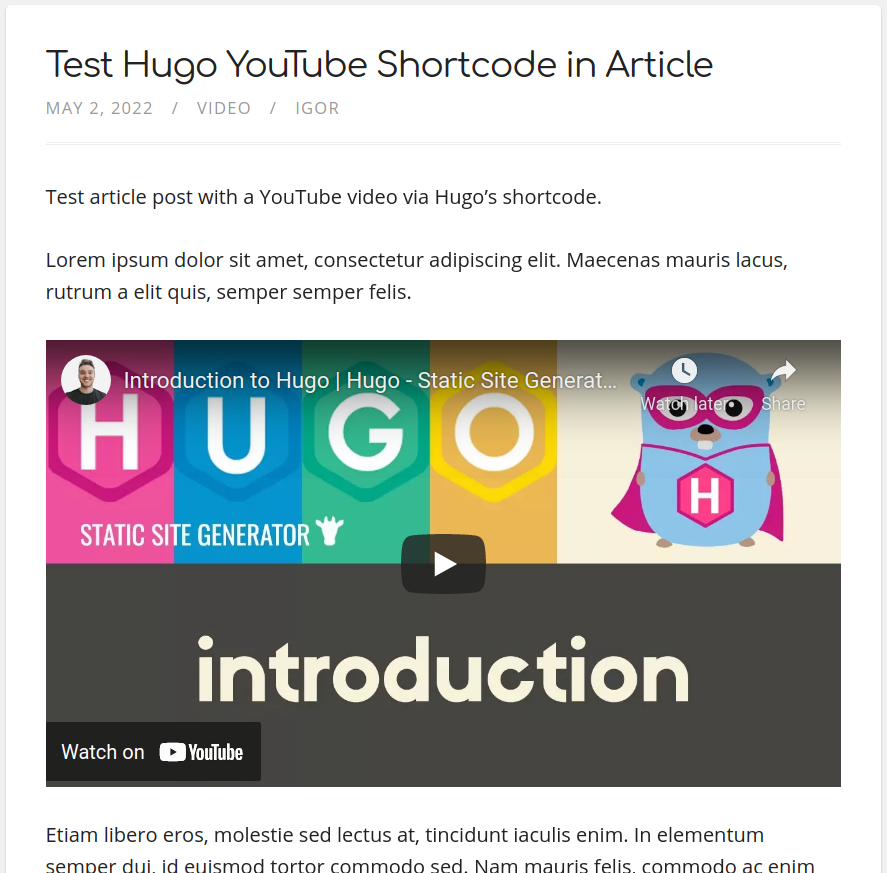 Test Hugo YouTube Shortcode in Article
MAY 2, 2022 / VIDEO / IGOR
Test article post with a YouTube video via Hugo’s shortcode.
Lorem ipsum dolor sit amet, consectetur adipiscing elit. Maecenas mauris lacus,
rutrum a elit quis, semper semper felis.
Introduction to Hugo | Hugo - Static Site Generat...
Watch later Share
H U G O
H
STATIC SITE GENERATOR
introduction
Watch on YouTube
Etiam libero eros, molestie sed lectus at, tincidunt iaculis enim. In elementum
semper dui, id euismod tortor commodo sed. Nam mauris felis, commodo ac enim